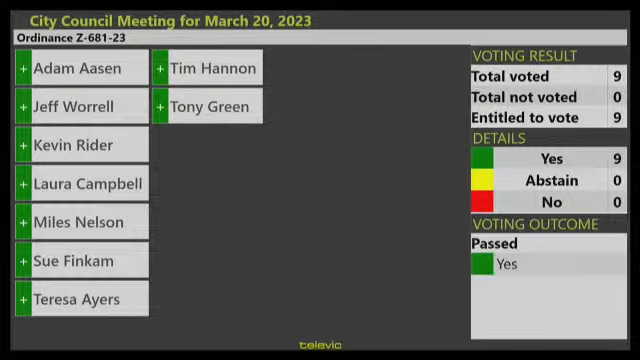 City Council Meeting for March 20, 2023
Ordinance Z-681-23
+ Adam Aasen
+ Jeff Worrell
+ Kevin Rider
+ Laura Campbell
+ Miles Nelson
+ Sue Finkam
+ Teresa Ayers
+ Tim Hannon
+ Tony Green
VOTING RESULT
Total voted 9
Total not voted 0
Entitled to vote 9
DETAILS
Yes 9
Abstain 0
No 0
VOTING OUTCOME
Passed
Yes
televic